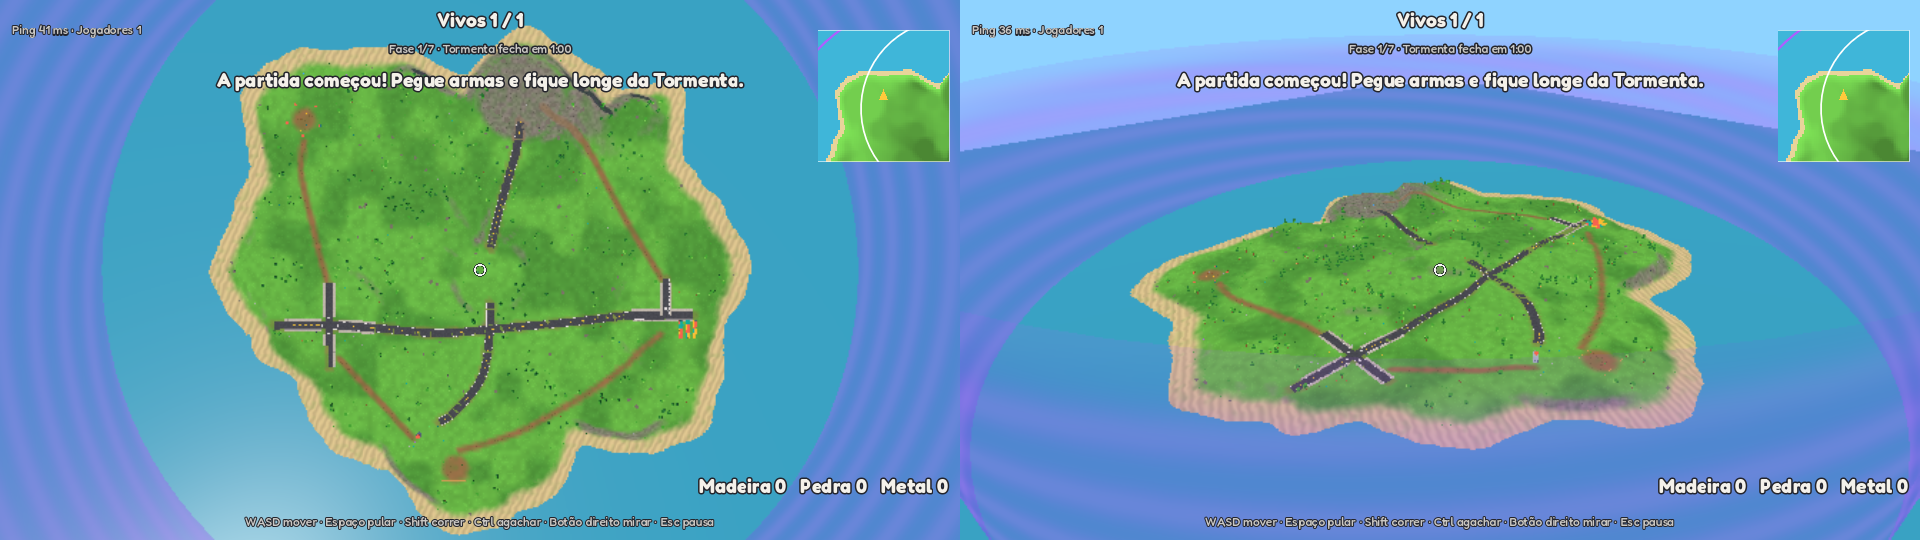 Vivos 1 / 1
Ping 41 ms · Jogadores 1
Fase 1/7 · Tormenta fecha em 1:00
A partida começou! Pegue armas e fique longe da Tormenta.
Madeira 0 Pedra 0 Metal 0
WASD mover · Espaço pular · Shift correr · Ctrl agachar · Botão direito mirar · Esc pausa
Vivos 1 / 1
Ping 36 ms · Jogadores 1
Fase 1/7 · Tormenta fecha em 1:00
A partida começou! Pegue armas e fique longe da Tormenta.
Madeira 0 Pedra 0 Metal 0
WASD mover · Espaço pular · Shift correr · Ctrl agachar · Botão direito mirar · Esc pausa